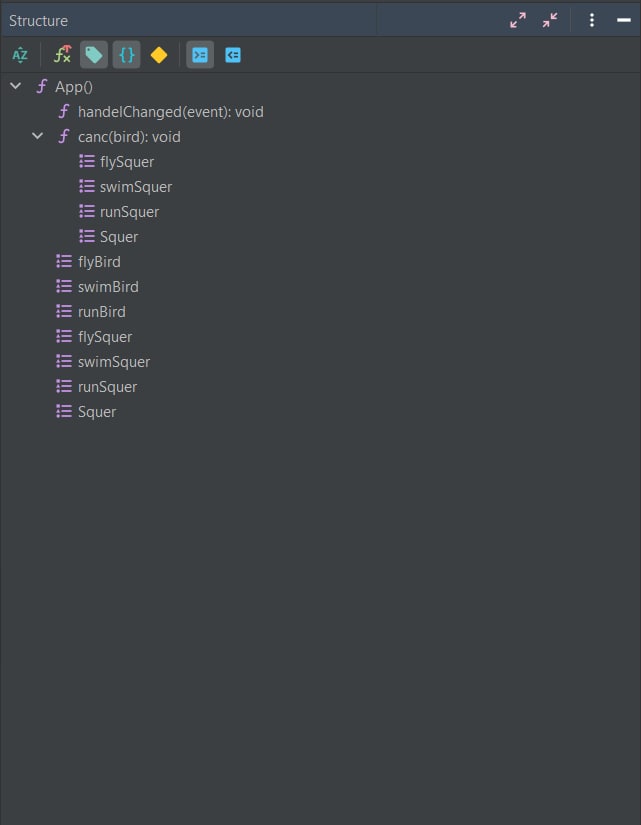 Structure
AZ
App()
handelChanged(event): void
canc(bird): void
flySquer
swimSquer
runSquer
Squer
flyBird
swimBird
runBird
flySquer
swimSquer
runSquer
Squer